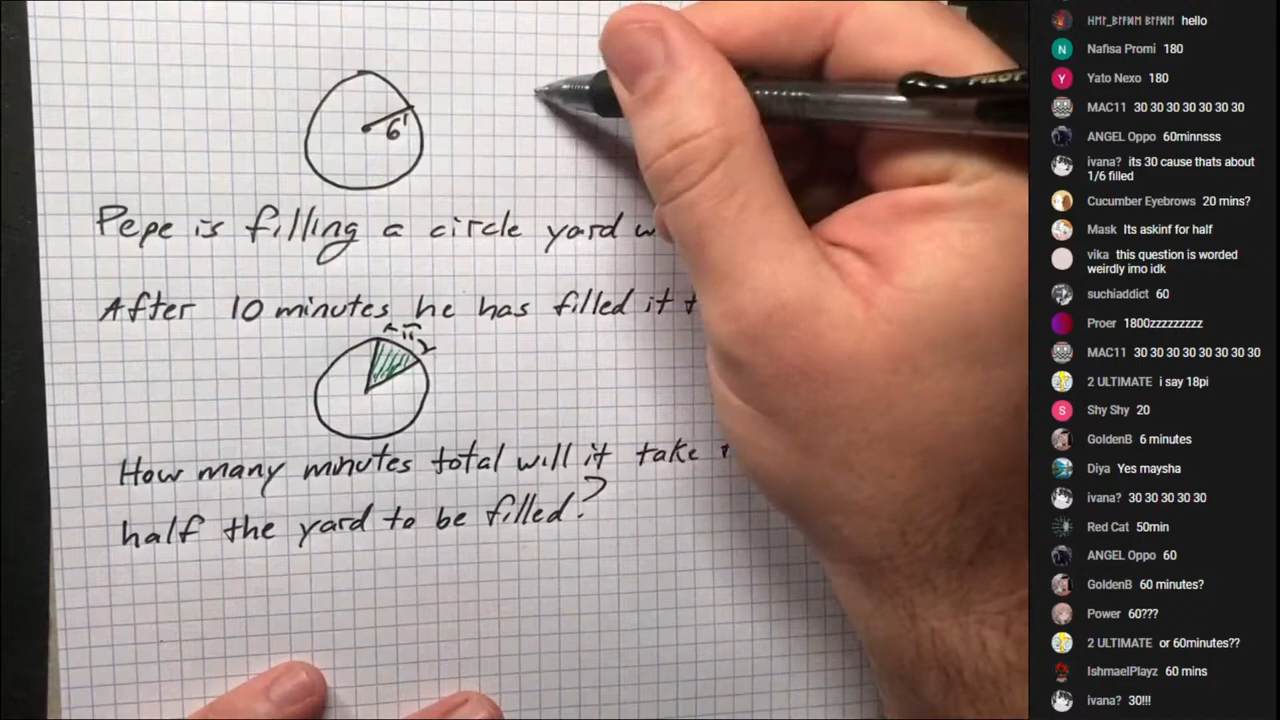 6'
Pepe is filling a circle yard
After 10 minutes he has filled it
π
How many minutes total will it take
half the yard to be filled?
PILOT
hello
Nafisa Promi 180
Yato Nexo 180
MAC11 30 30 30 30 30 30 30
ANGEL Oppo 60minnsss
ivana? its 30 cause thats about
1/6 filled
Cucumber Eyebrows 20 mins?
Mask Its askinf for half
vika this question is worded
weirdly imo idk
suchiaddict 60
Proer 1800zzzzzzzzz
MAC11 30 30 30 30 30 30 30 30
2 ULTIMATE i say 18pi
Shy Shy 20
GoldenB 6 minutes
Diya Yes maysha
ivana? 30 30 30 30 30
Red Cat 50min
ANGEL Oppo 60
GoldenB 60 minutes?
Power 60???
2 ULTIMATE or 60minutes??
IshmaelPlayz 60 mins
ivana? 30!!!